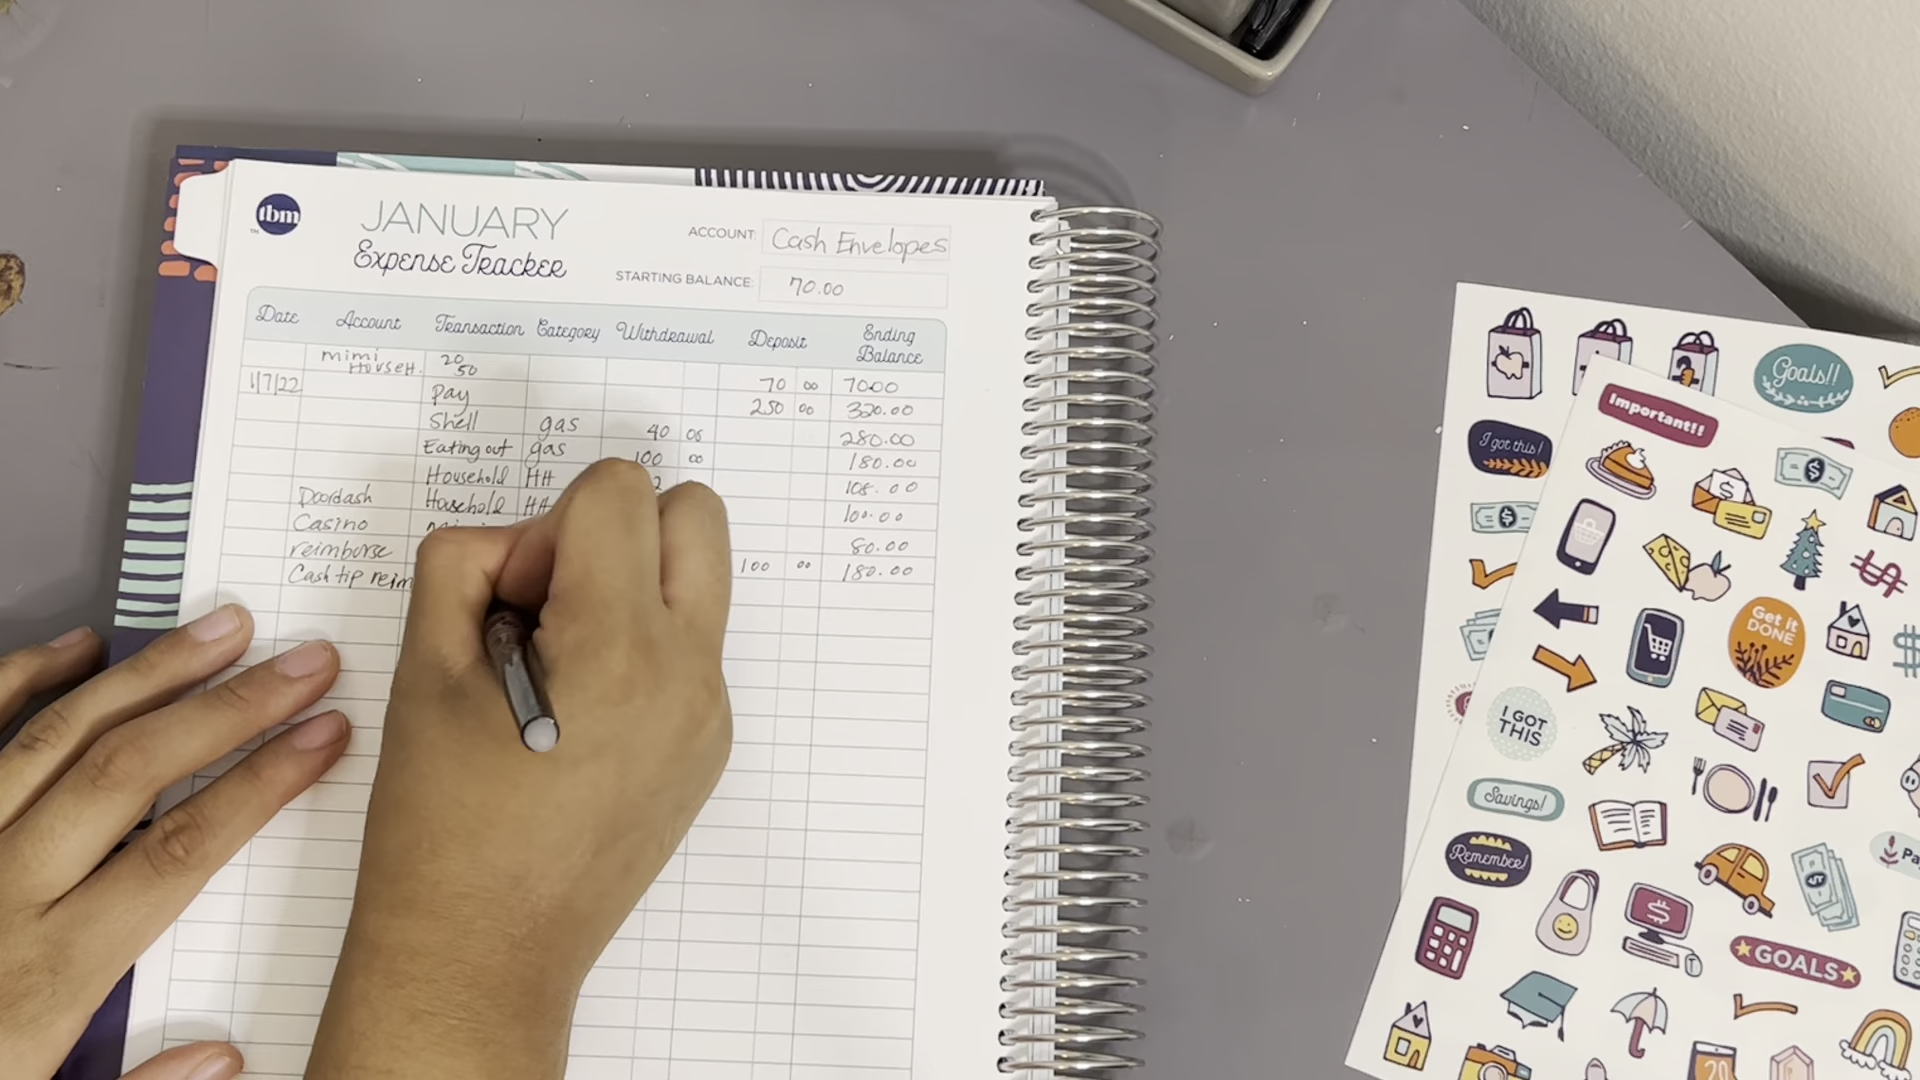 tbm
JANUARY
Expense Tracker
ACCOUNT: Cash Envelopes
STARTING BALANCE: 70.00
Date Account Transaction Category Withdrawal Deposit Ending Balance
mimi 20
HouseH. 50 70 00 70.00
1/7/22 Pay 250 00 320.00
Shell gas 40 00 280.00
Eating out gas 100 00 180.00
Household HH 2 108.00
Doordash Household HH 100.00
Casino 80.00
reimburse 100 00 180.00
Cash tip reim
Goals!!
Important!!
I got this!
Get it
DONE
I GOT
THIS
Savings!
Remember!
GOALS
20